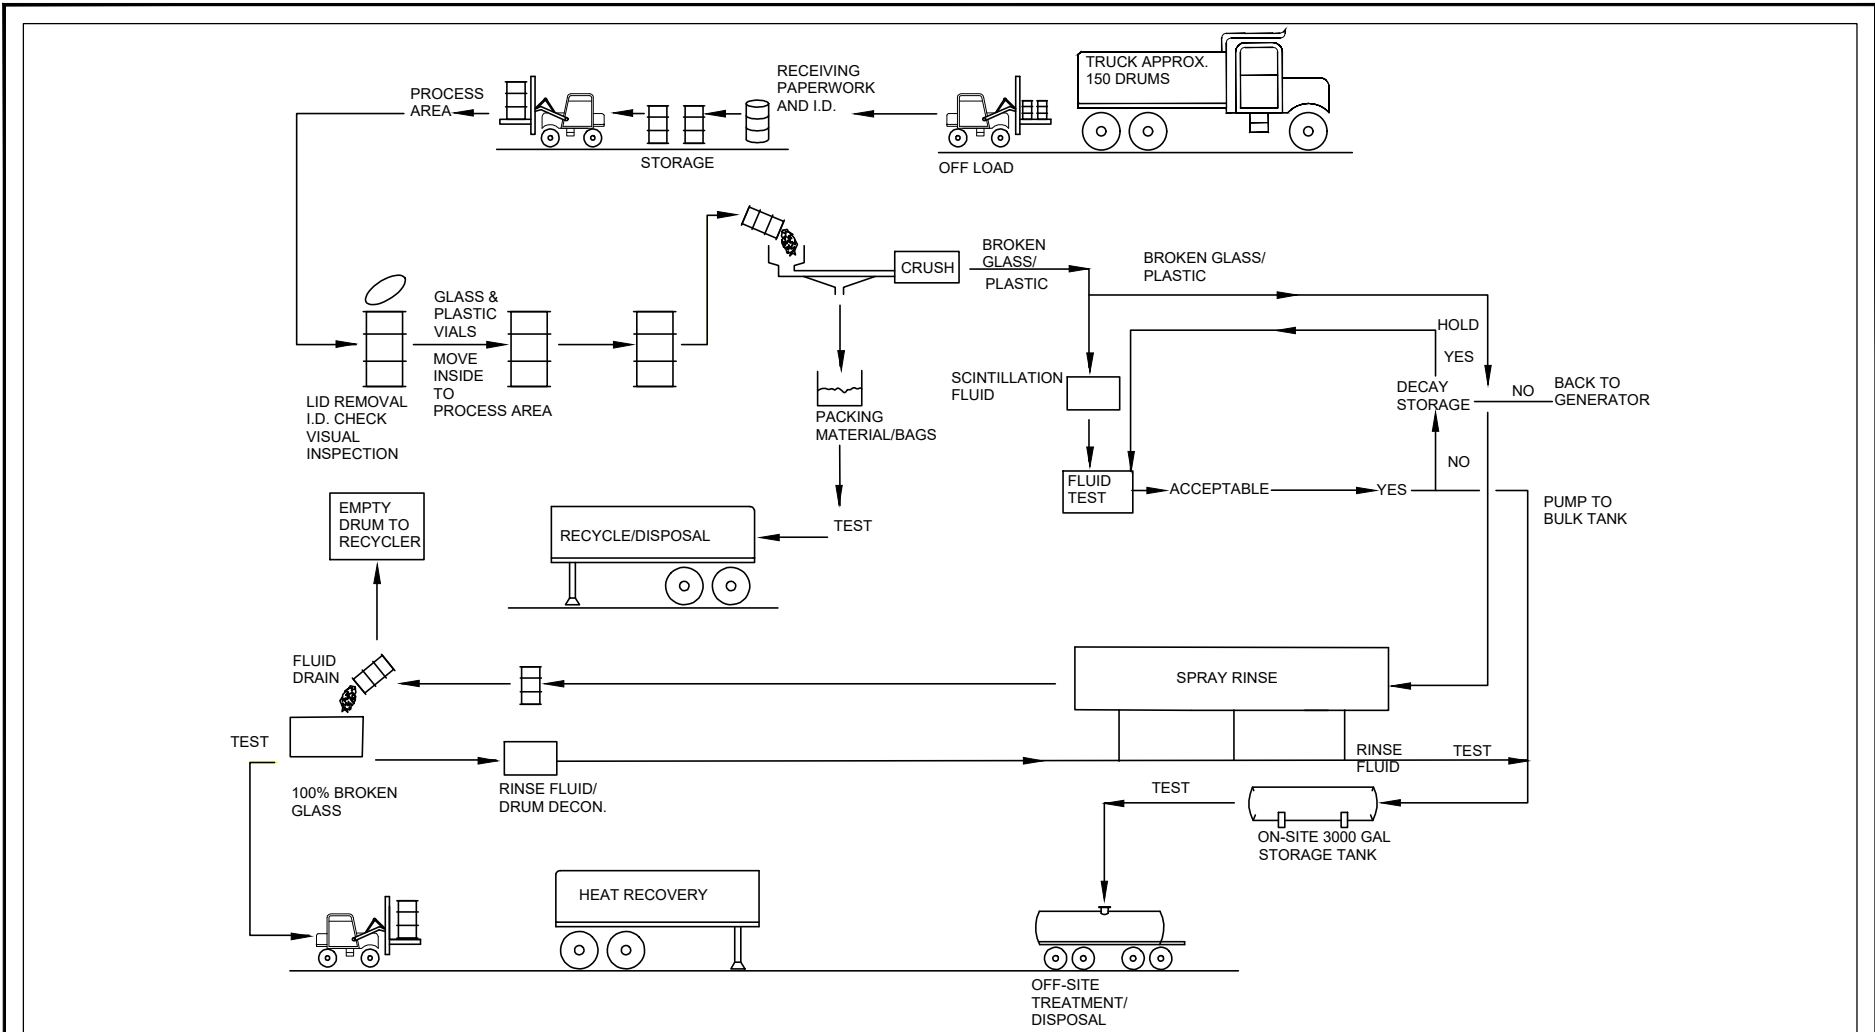 TRUCK APPROX.
150 DRUMS
RECEIVING
PAPERWORK
AND I.D.
PROCESS
AREA
STORAGE
OFF LOAD
BROKEN
GLASS/
PLASTIC
CRUSH
BROKEN GLASS/
PLASTIC
GLASS &
PLASTIC
VIALS
MOVE
INSIDE
TO
PROCESS AREA
LID REMOVAL
I.D. CHECK
VISUAL
INSPECTION
HOLD
YES
SCINTILLATION
FLUID
DECAY
STORAGE
NO
BACK TO
GENERATOR
PACKING
MATERIAL/BAGS
NO
FLUID
TEST
ACCEPTABLE
YES
PUMP TO
BULK TANK
EMPTY
DRUM TO
RECYCLER
RECYCLE/DISPOSAL
TEST
FLUID
DRAIN
SPRAY RINSE
TEST
RINSE
FLUID
TEST
100% BROKEN
GLASS
RINSE FLUID/
DRUM DECON.
TEST
ON-SITE 3000 GAL
STORAGE TANK
HEAT RECOVERY
OFF-SITE
TREATMENT/
DISPOSAL